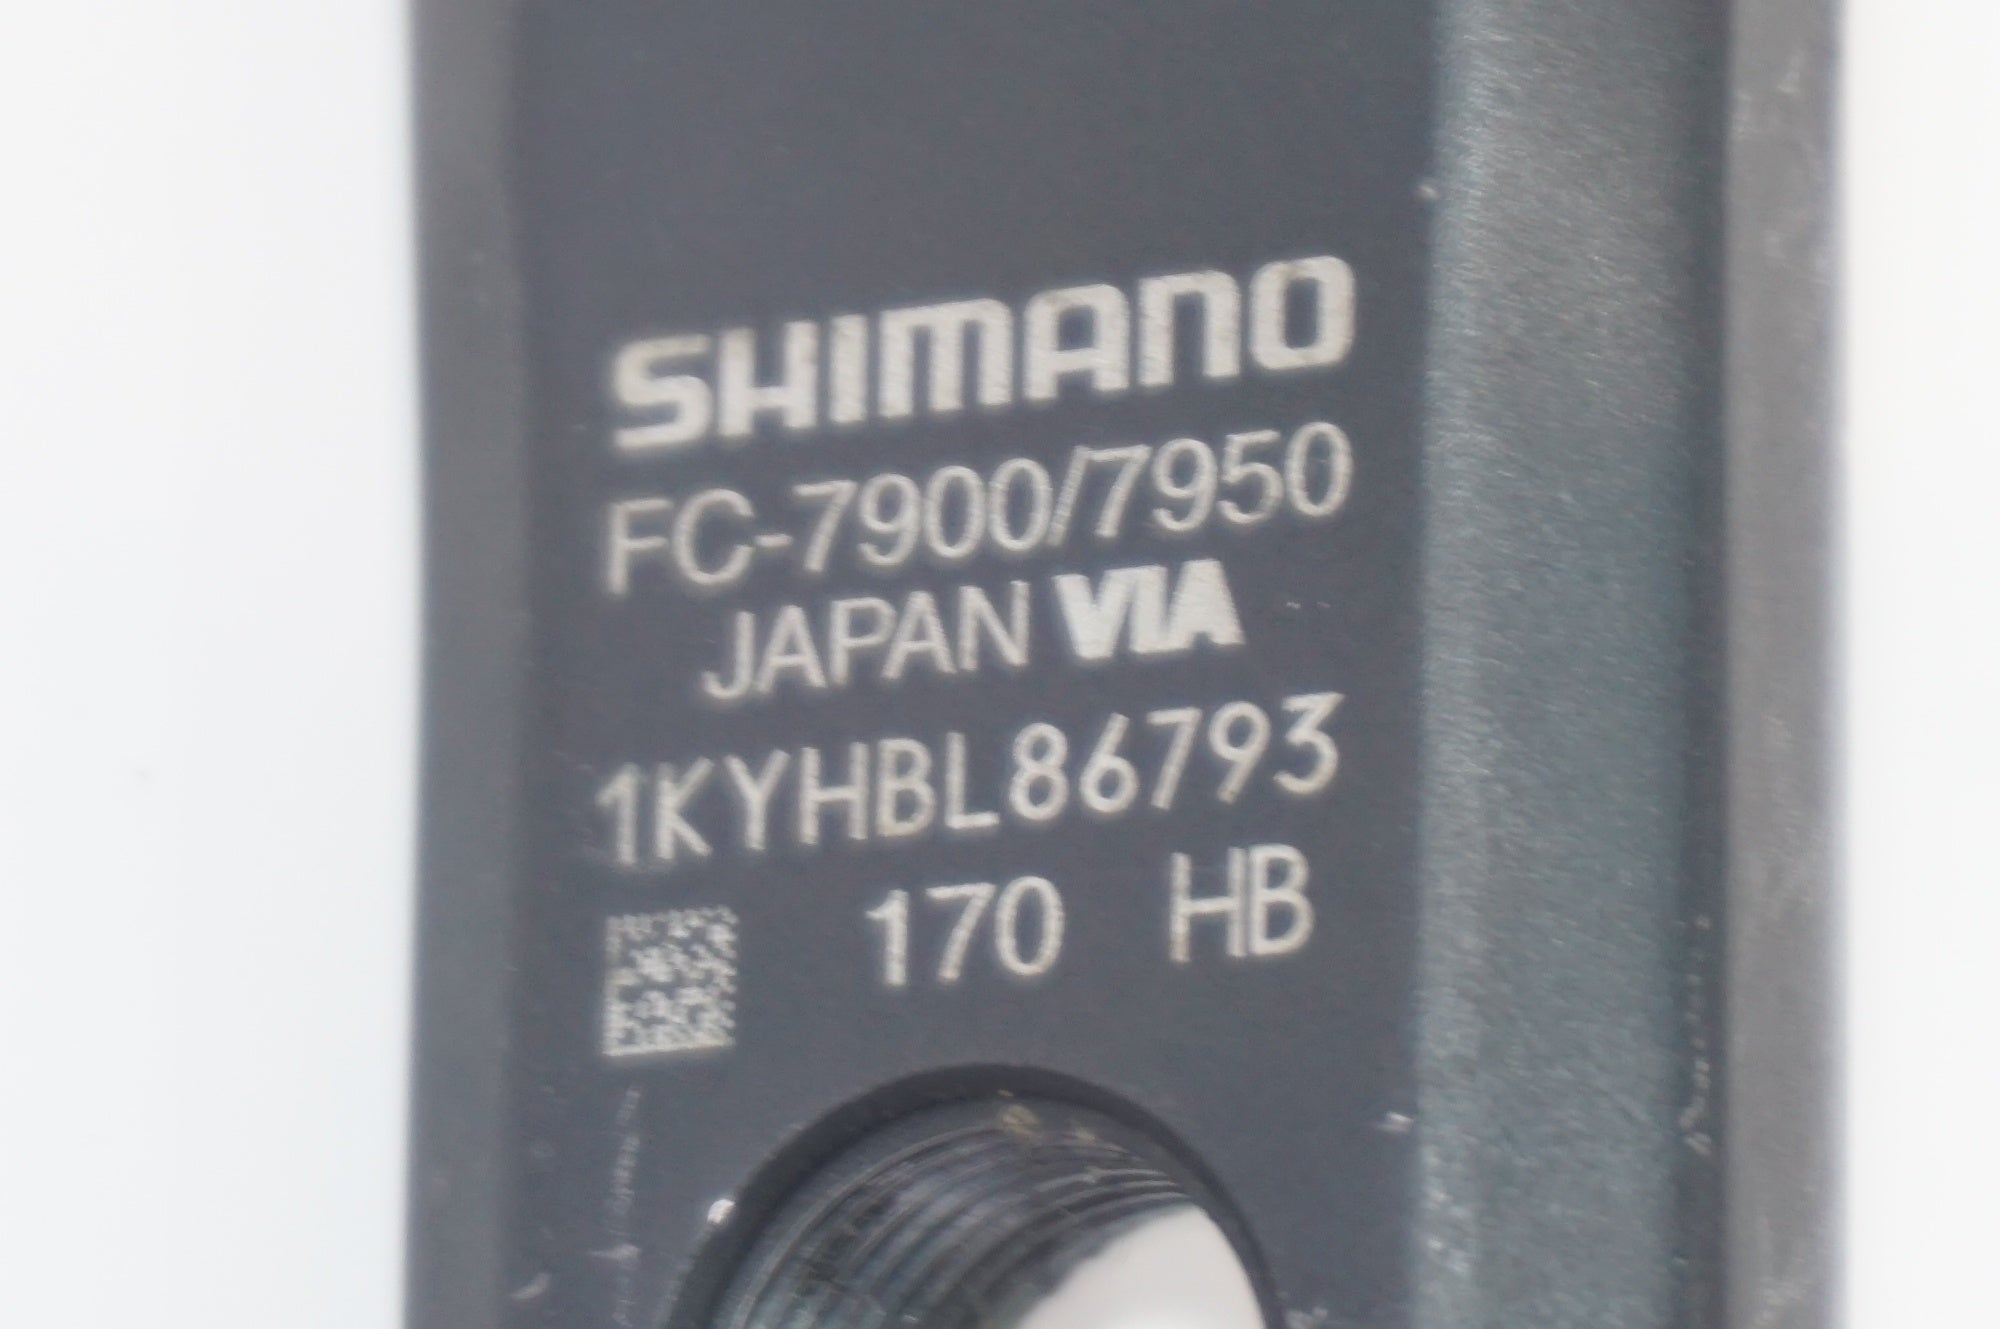 SHIMANO
FC-7900/7950
JAPAN VIA
1KYHBL86793
170 HB